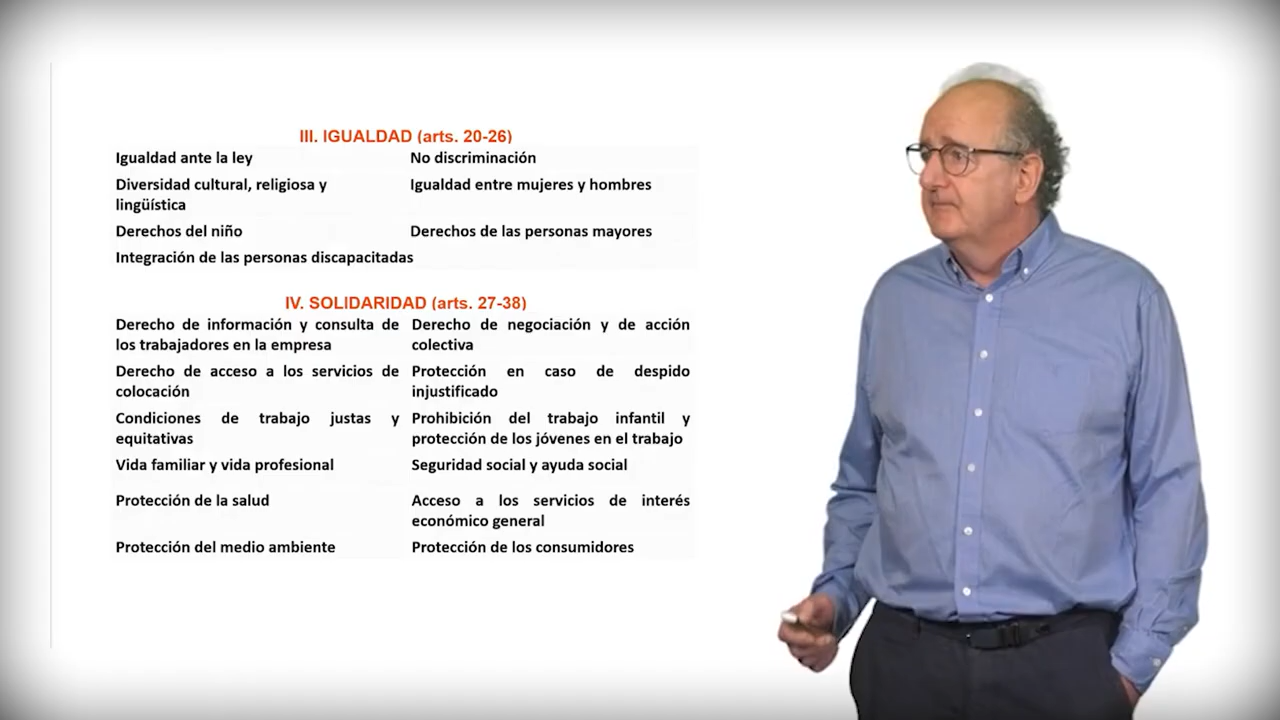 III. IGUALDAD (arts. 20-26)
Igualdad ante la ley
No discriminación
Diversidad cultural, religiosa y
lingüística
Igualdad entre mujeres y hombres
Derechos del niño
Derechos de las personas mayores
Integración de las personas discapacitadas
IV. SOLIDARIDAD (arts. 27-38)
Derecho de información y consulta de
los trabajadores en la empresa
Derecho de negociación y de acción
colectiva
Derecho de acceso a los servicios de
colocación
Protección en caso de despido
injustificado
Condiciones de trabajo justas y
equitativas
Prohibición del trabajo infantil y
protección de los jóvenes en el trabajo
Vida familiar y vida profesional
Seguridad social y ayuda social
Protección de la salud
Acceso a los servicios de interés
económico general
Protección del medio ambiente
Protección de los consumidores